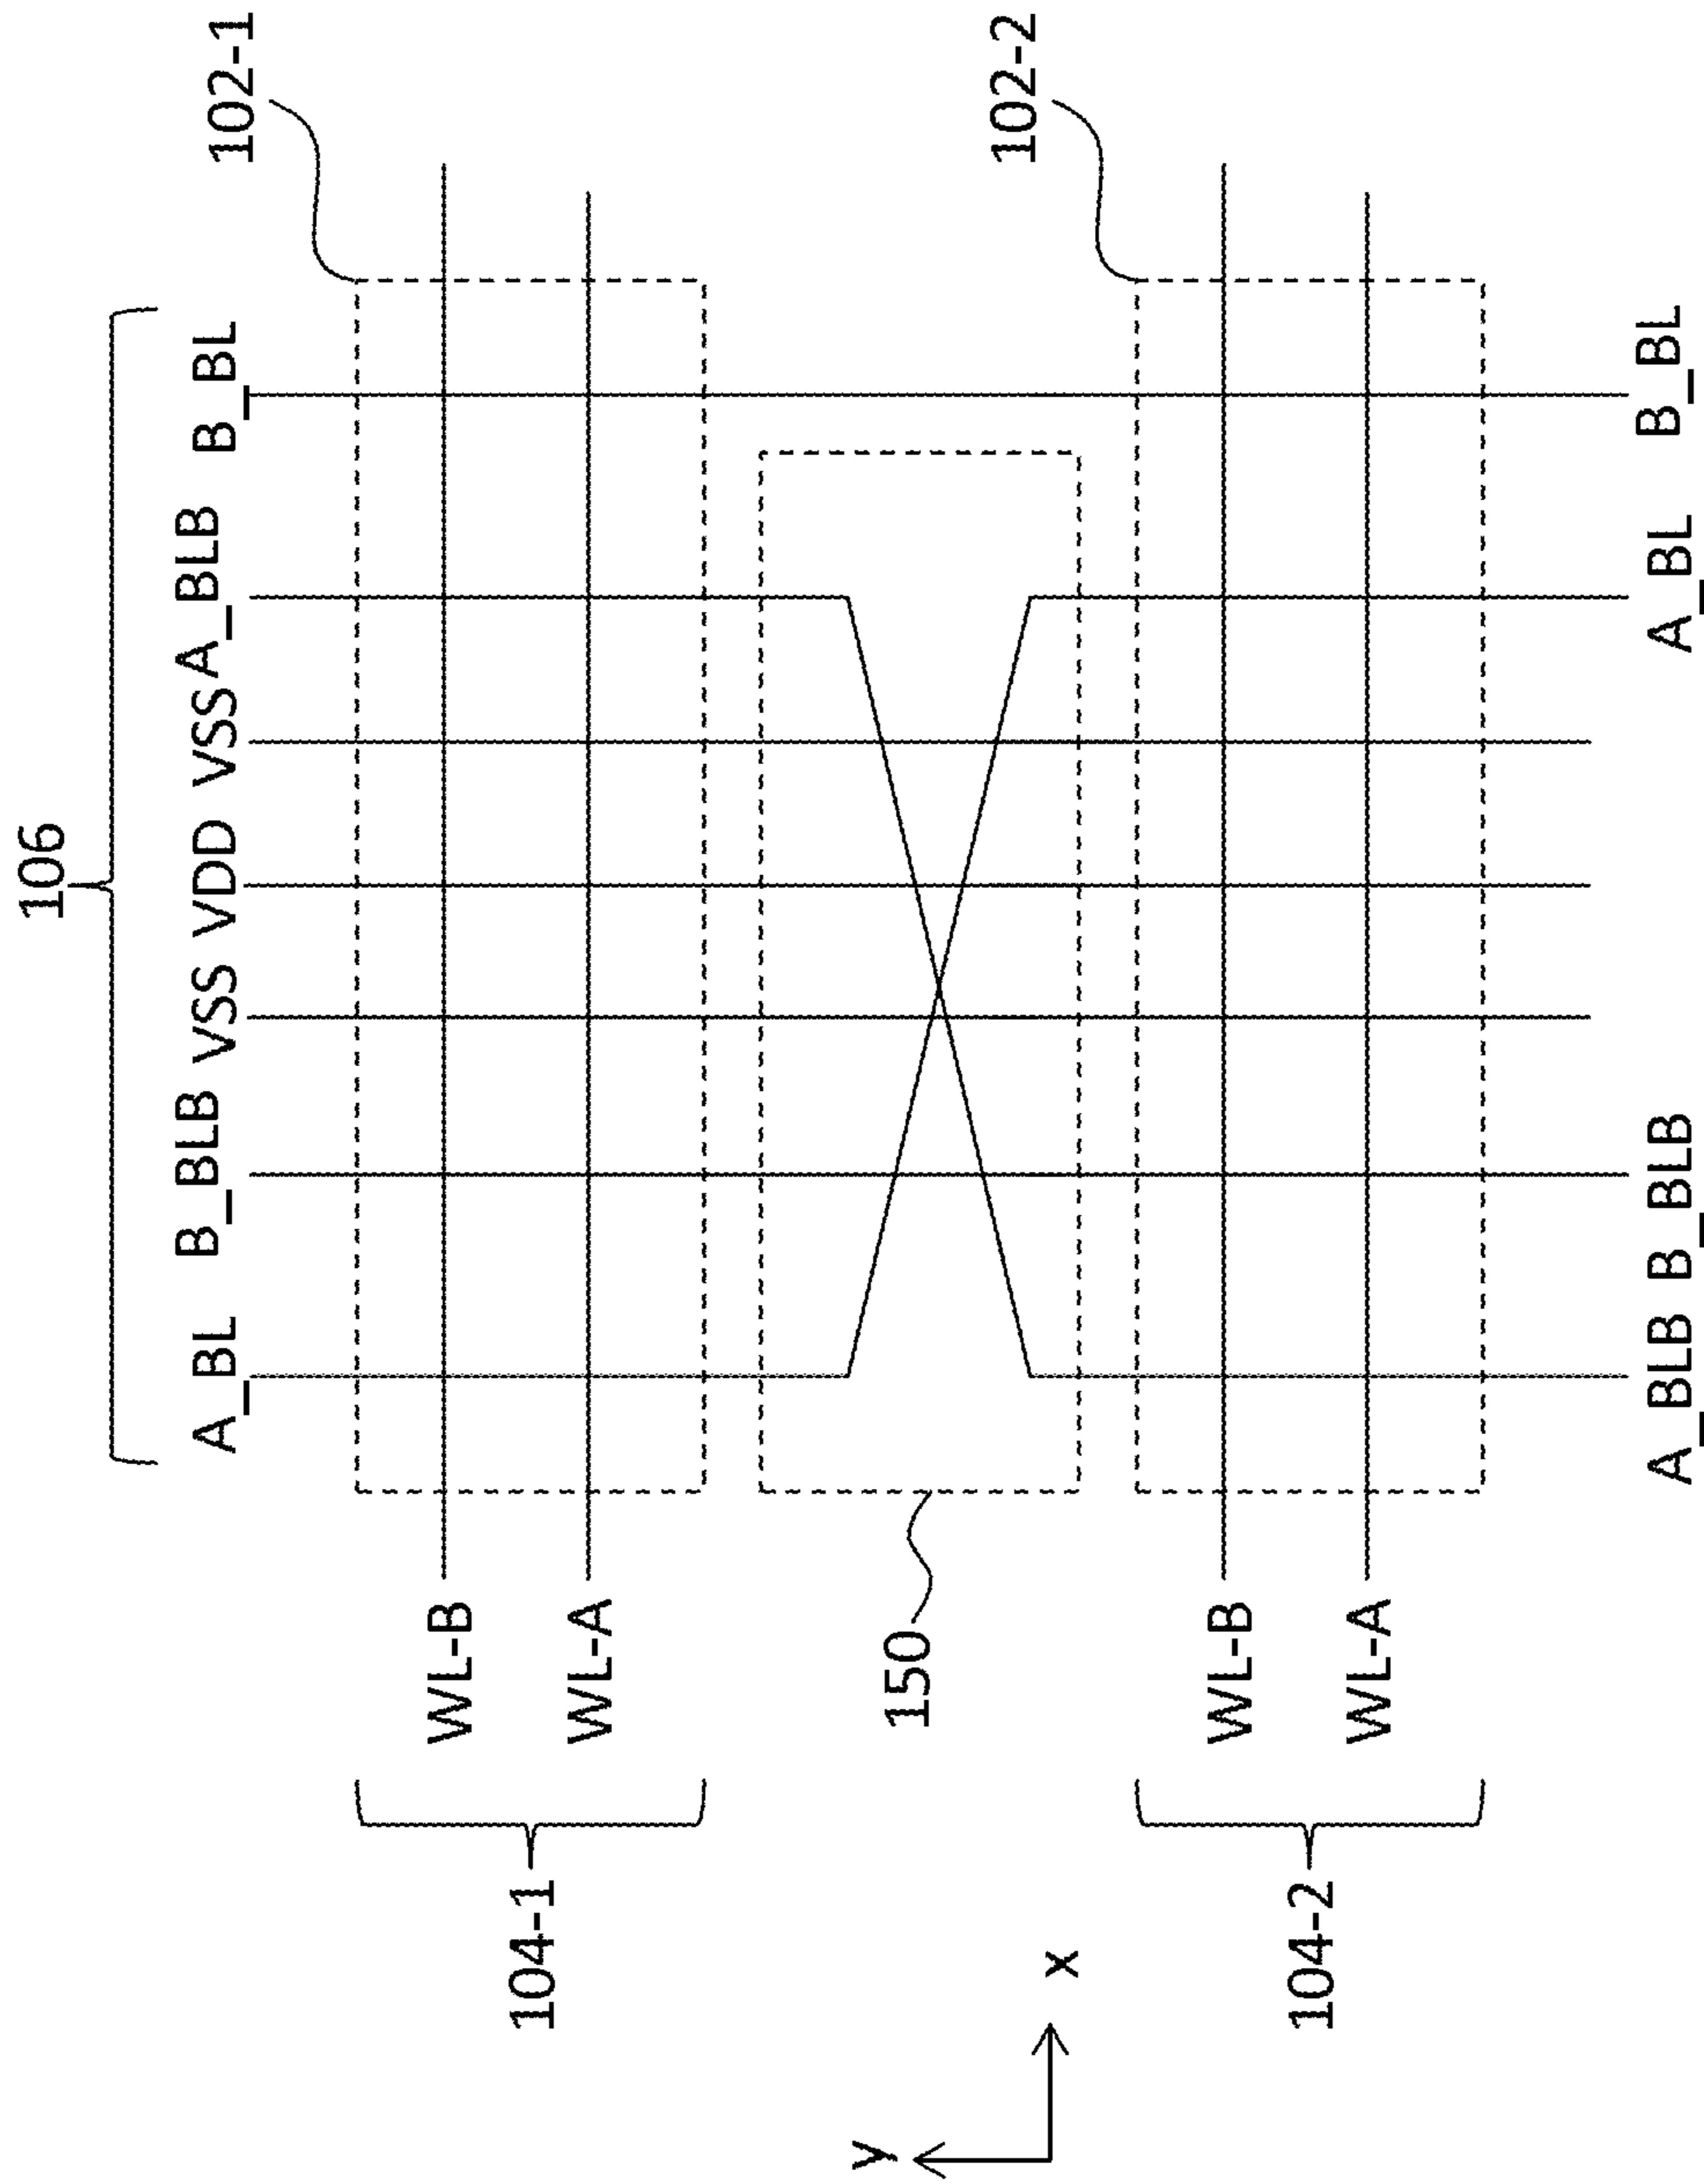 106
A_BL B_BLB VSS VDD VSS A_BLB B_BL
102-1
WL-B
104-1
WL-A
y
150
102-2
x
WL-B
104-2
WL-A
A_BLB B_BLB A_BL B_BL